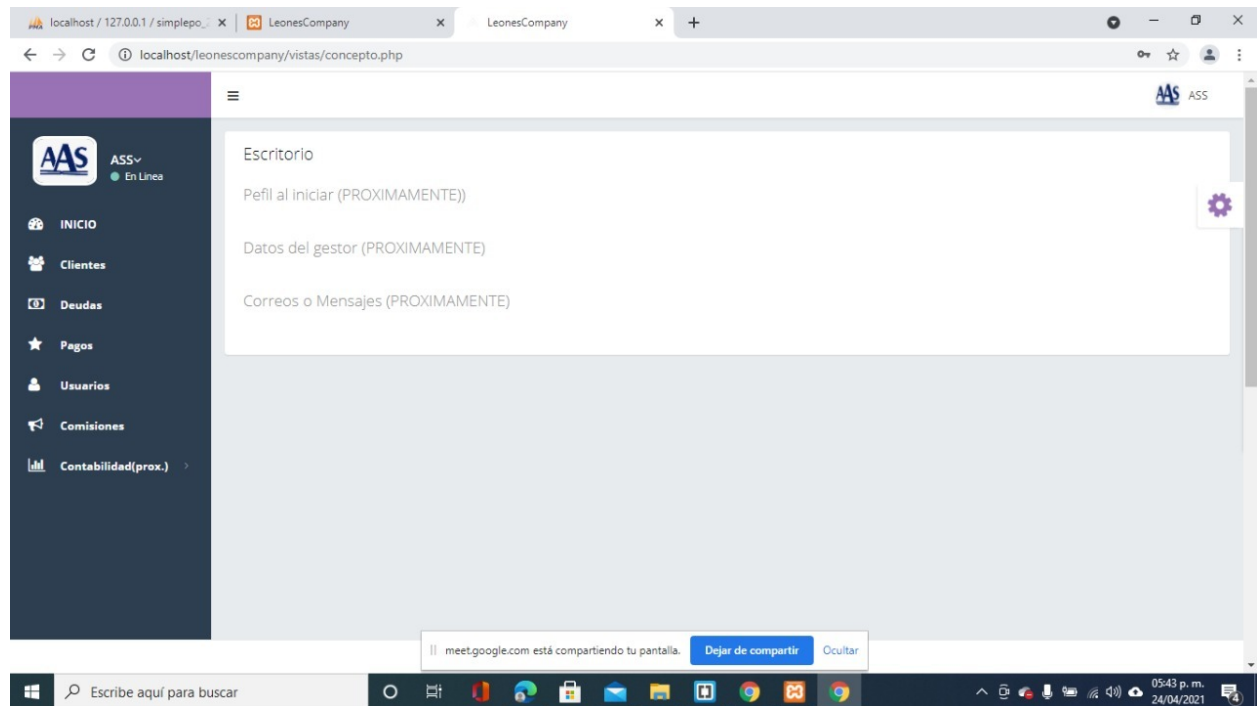 localhost / 127.0.0.1 / simplepo_
LeonesCompany
LeonesCompany
localhost/leonescompany/vistas/concepto.php
AAS ASS
AAS
ASS
En Linea
INICIO
Clientes
Deudas
Pagos
Usuarios
Comisiones
Contabilidad(prox.)
Escritorio
Pefil al iniciar (PROXIMAMENTE))
Datos del gestor (PROXIMAMENTE)
Correos o Mensajes (PROXIMAMENTE)
meet.google.com está compartiendo tu pantalla.
Dejar de compartir
Ocultar
Escribe aquí para buscar
05:43 p. m.
24/04/2021
4